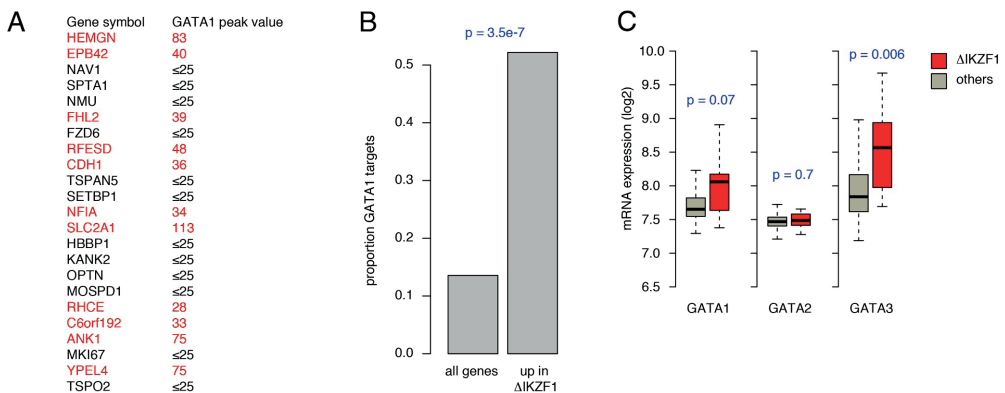 A
Gene symbol GATA1 peak value
HEMGN 83
EPB42 40
NAV1 ≤25
SPTA1 ≤25
NMU ≤25
FHL2 39
FZD6 ≤25
RFESD 48
CDH1 36
TSPAN5 ≤25
SETBP1 ≤25
NFIA 34
SLC2A1 113
HBBP1 ≤25
KANK2 ≤25
OPTN ≤25
MOSPD1 ≤25
RHCE 28
C6orf192 33
ANK1 75
MKI67 ≤25
YPEL4 75
TSPO2 ≤25
B
p = 3.5e-7
proportion GATA1 targets
0.5
0.4
0.3
0.2
0.1
0.0
all genes
up in
ΔIKZF1
C
mRNA expression (log2)
10.0
9.5
9.0
8.5
8.0
7.5
7.0
6.5
p = 0.07
p = 0.7
p = 0.006
GATA1 GATA2 GATA3
ΔIKZF1
others